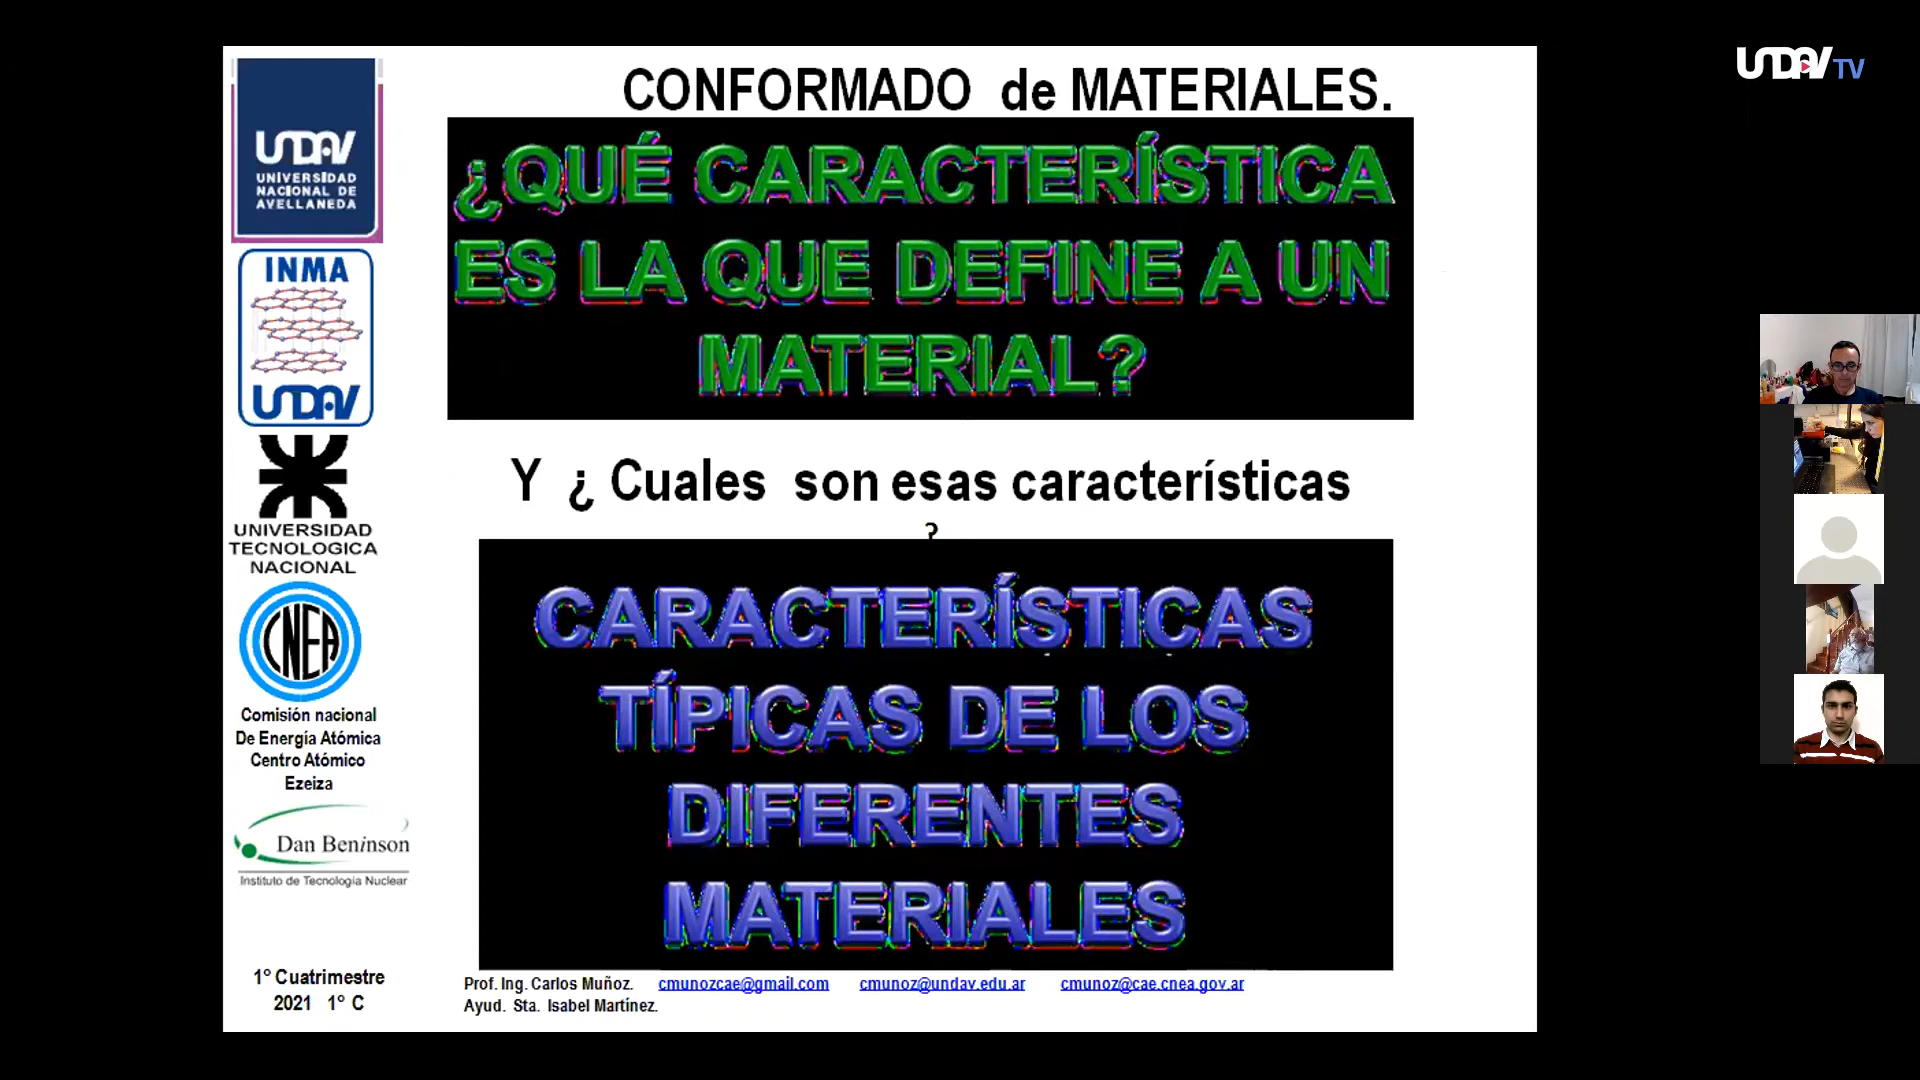 UNDAV TV
CONFORMADO de MATERIALES.
¿QUÉ CARACTERÍSTICA
ES LA QUE DEFINE A UN
MATERIAL?
Y ¿ Cuales son esas características
?
CARACTERÍSTICAS
TÍPICAS DE LOS
DIFERENTES
MATERIALES
UNDAV
UNIVERSIDAD
NACIONAL DE
AVELLANEDA
INMA
UNDAV
UNIVERSIDAD
TECNOLOGICA
NACIONAL
CNEA
Comisión nacional
De Energía Atómica
Centro Atómico
Ezeiza
Dan Beninson
Instituto de Tecnología Nuclear
1° Cuatrimestre
2021 1° C
Prof. Ing. Carlos Muñoz. cmunozcae@gmail.com cmunoz@undav.edu.ar cmunoz@cae.cnea.gov.ar
Ayud. Sta. Isabel Martínez.